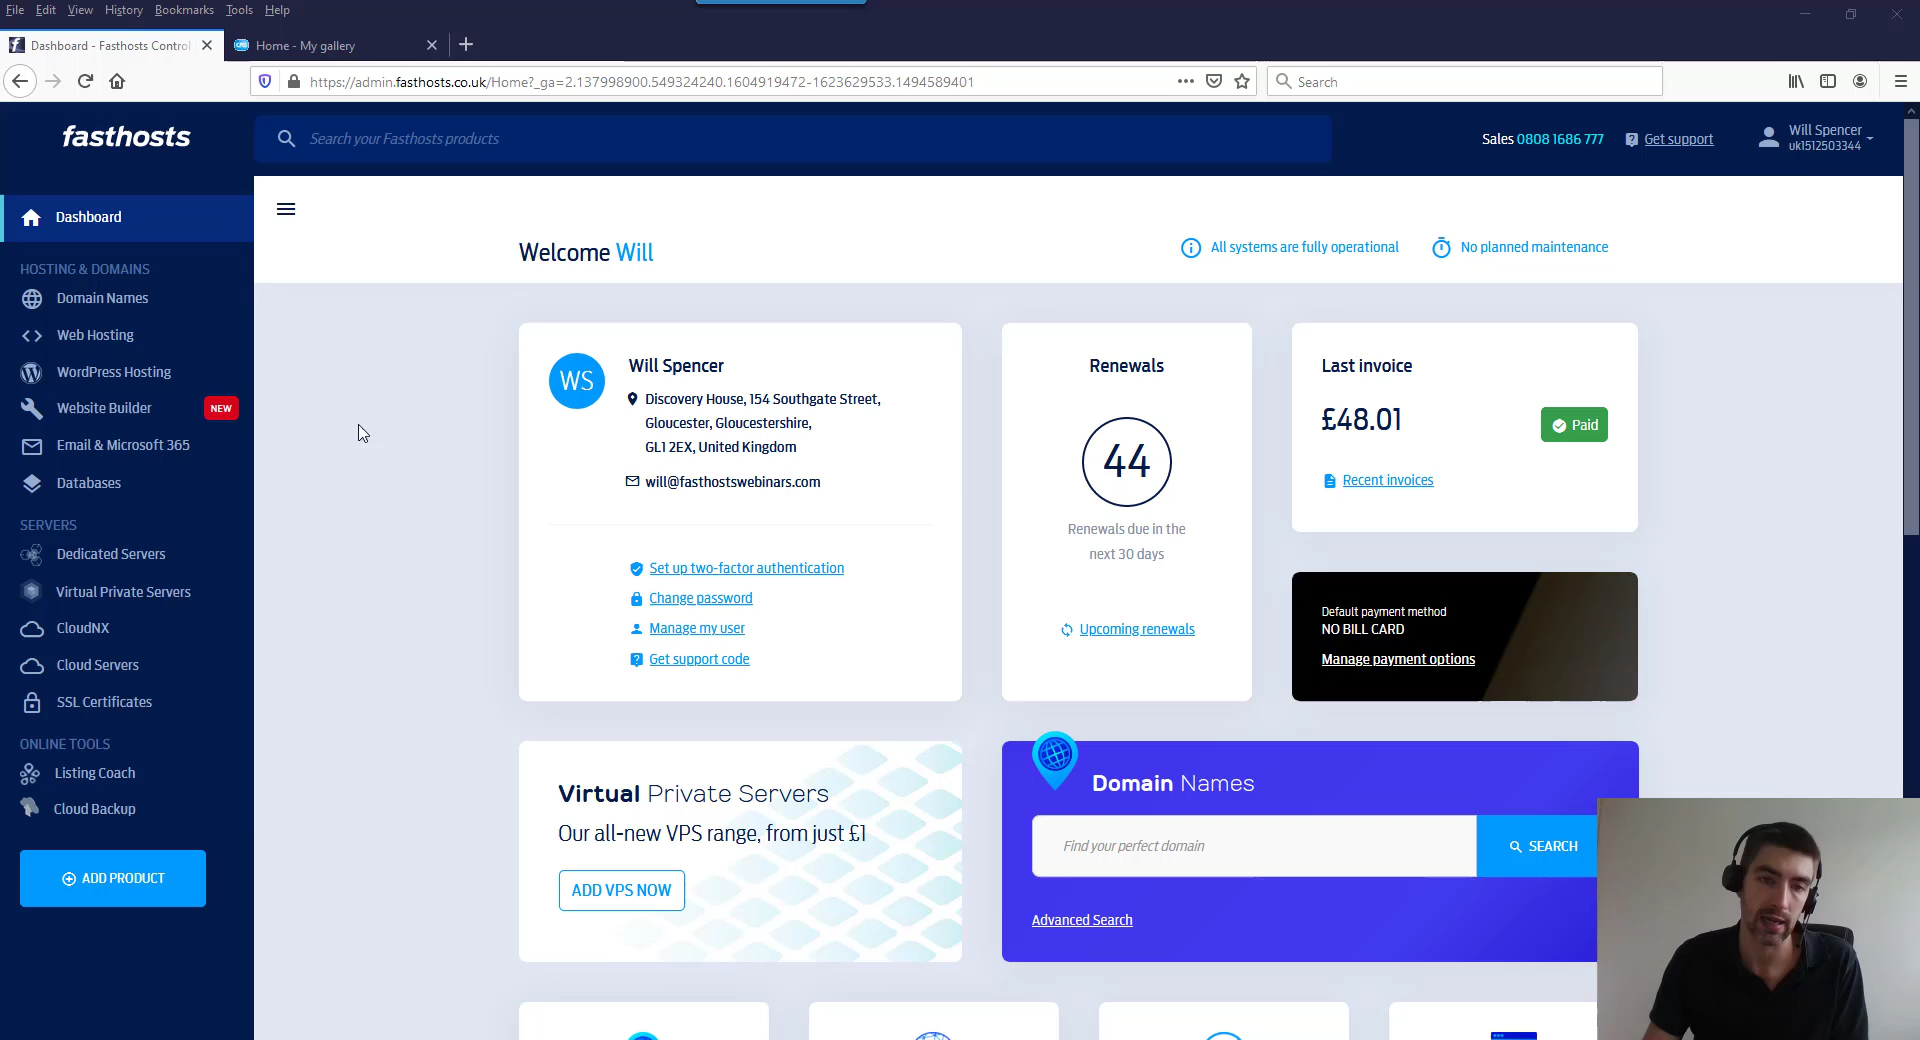 File Edit View History Bookmarks Tools Help
Dashboard - Fasthosts Control
Home - My gallery
https://admin.fasthosts.co.uk/Home?_ga=2.137998900.549324240.1604919472-1623629533.1494589401
Search
fasthosts
Search your Fasthosts products
Sales 0808 1686 777
Get support
Will Spencer
uk1512503344
Dashboard
HOSTING & DOMAINS
Domain Names
Web Hosting
WordPress Hosting
Website Builder
NEW
Email & Microsoft 365
Databases
SERVERS
Dedicated Servers
Virtual Private Servers
CloudNX
Cloud Servers
SSL Certificates
ONLINE TOOLS
Listing Coach
Cloud Backup
ADD PRODUCT
Welcome Will
All systems are fully operational
No planned maintenance
WS
Will Spencer
Discovery House, 154 Southgate Street,
Gloucester, Gloucestershire,
GL1 2EX, United Kingdom
will@fasthostswebinars.com
Set up two-factor authentication
Change password
Manage my user
Get support code
Renewals
44
Renewals due in the
next 30 days
Upcoming renewals
Last invoice
£48.01
Paid
Recent invoices
Default payment method
NO BILL CARD
Manage payment options
Virtual Private Servers
Our all-new VPS range, from just £1
ADD VPS NOW
Domain Names
Find your perfect domain
SEARCH
Advanced Search